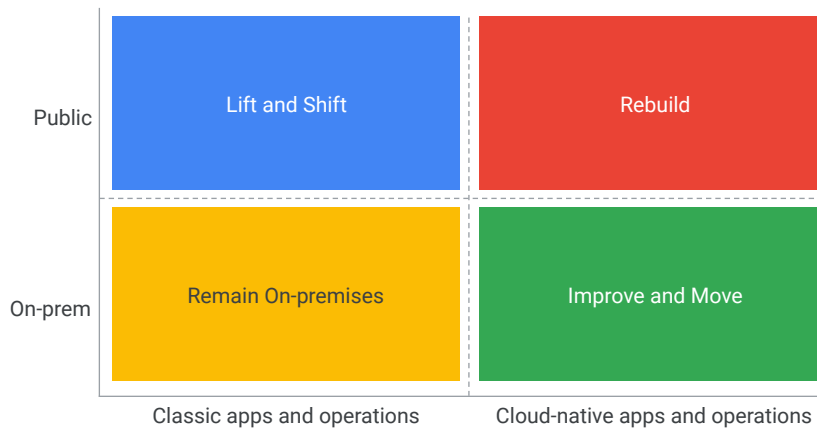 Public
Lift and Shift
Rebuild
On-prem
Remain On-premises
Improve and Move
Classic apps and operations
Cloud-native apps and operations